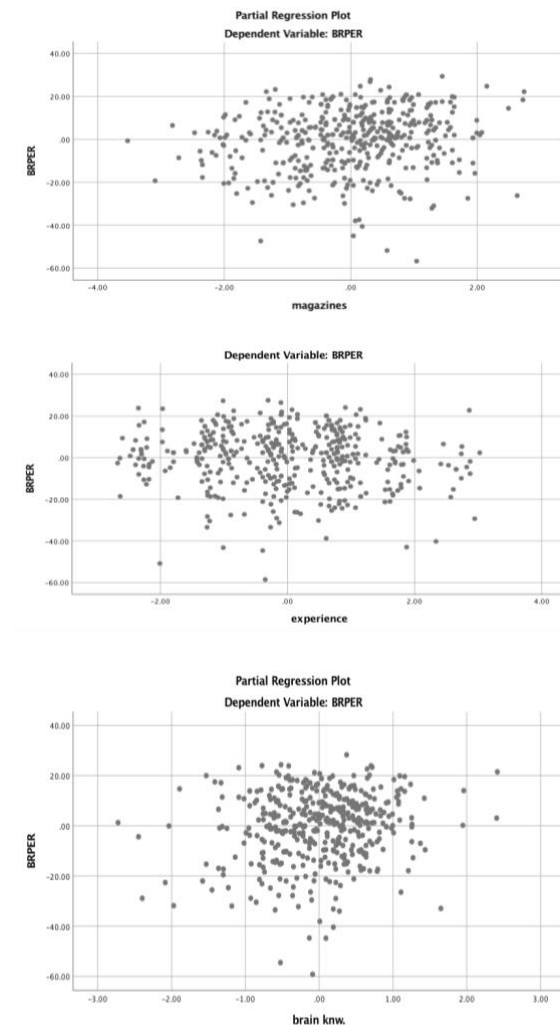 Partial Regression Plot
Dependent Variable: BRPER
40.00
20.00
.00
-20.00
-40.00
-60.00
BRPER
-4.00 -2.00 .00 2.00
magazines
Dependent Variable: BRPER
40.00
20.00
.00
-20.00
-40.00
-60.00
BRPER
-2.00 .00 2.00 4.00
experience
Partial Regression Plot
Dependent Variable: BRPER
40.00
20.00
.00
-20.00
-40.00
-60.00
BRPER
-3.00 -2.00 -1.00 .00 1.00 2.00 3.00
brain knw.